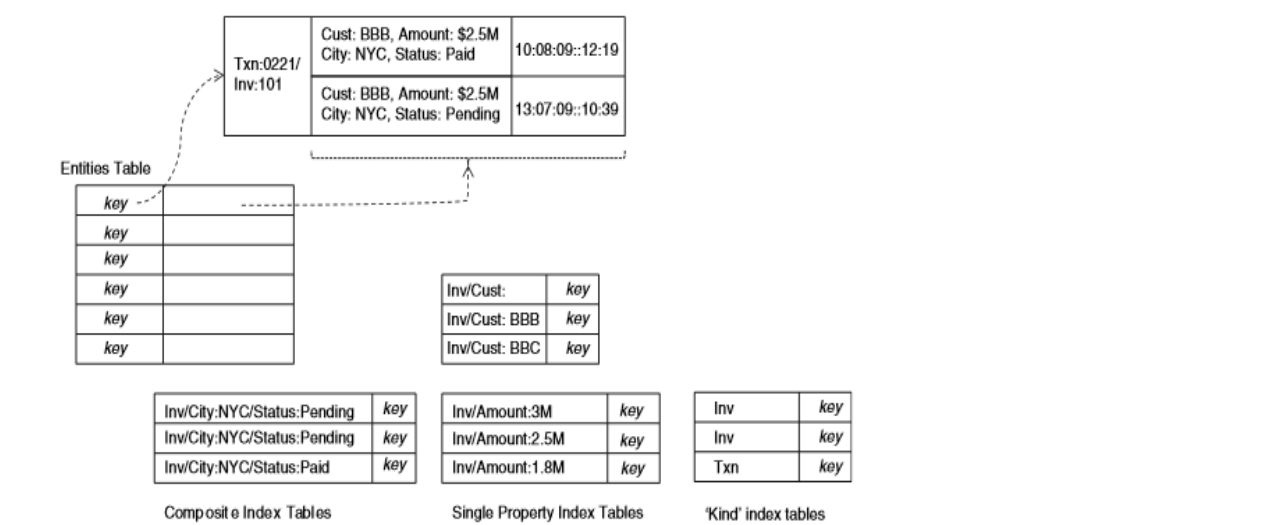 Cust: BBB, Amount: $2.5M
City: NYC, Status: Paid
10:08:09::12:19
Txn:0221/
Inv:101
Cust: BBB, Amount: $2.5M
City: NYC, Status: Pending
13:07:09::10:39
Entities Table
key
key
key
key
key
key
Inv/Cust: key
Inv/Cust: BBB key
Inv/Cust: BBC key
Inv/City:NYC/Status:Pending key
Inv/City:NYC/Status:Pending key
Inv/City:NYC/Status:Paid key
Composite Index Tables
Inv/Amount:3M key
Inv/Amount:2.5M key
Inv/Amount:1.8M key
Single Property Index Tables
Inv key
Inv key
Txn key
'Kind' index tables